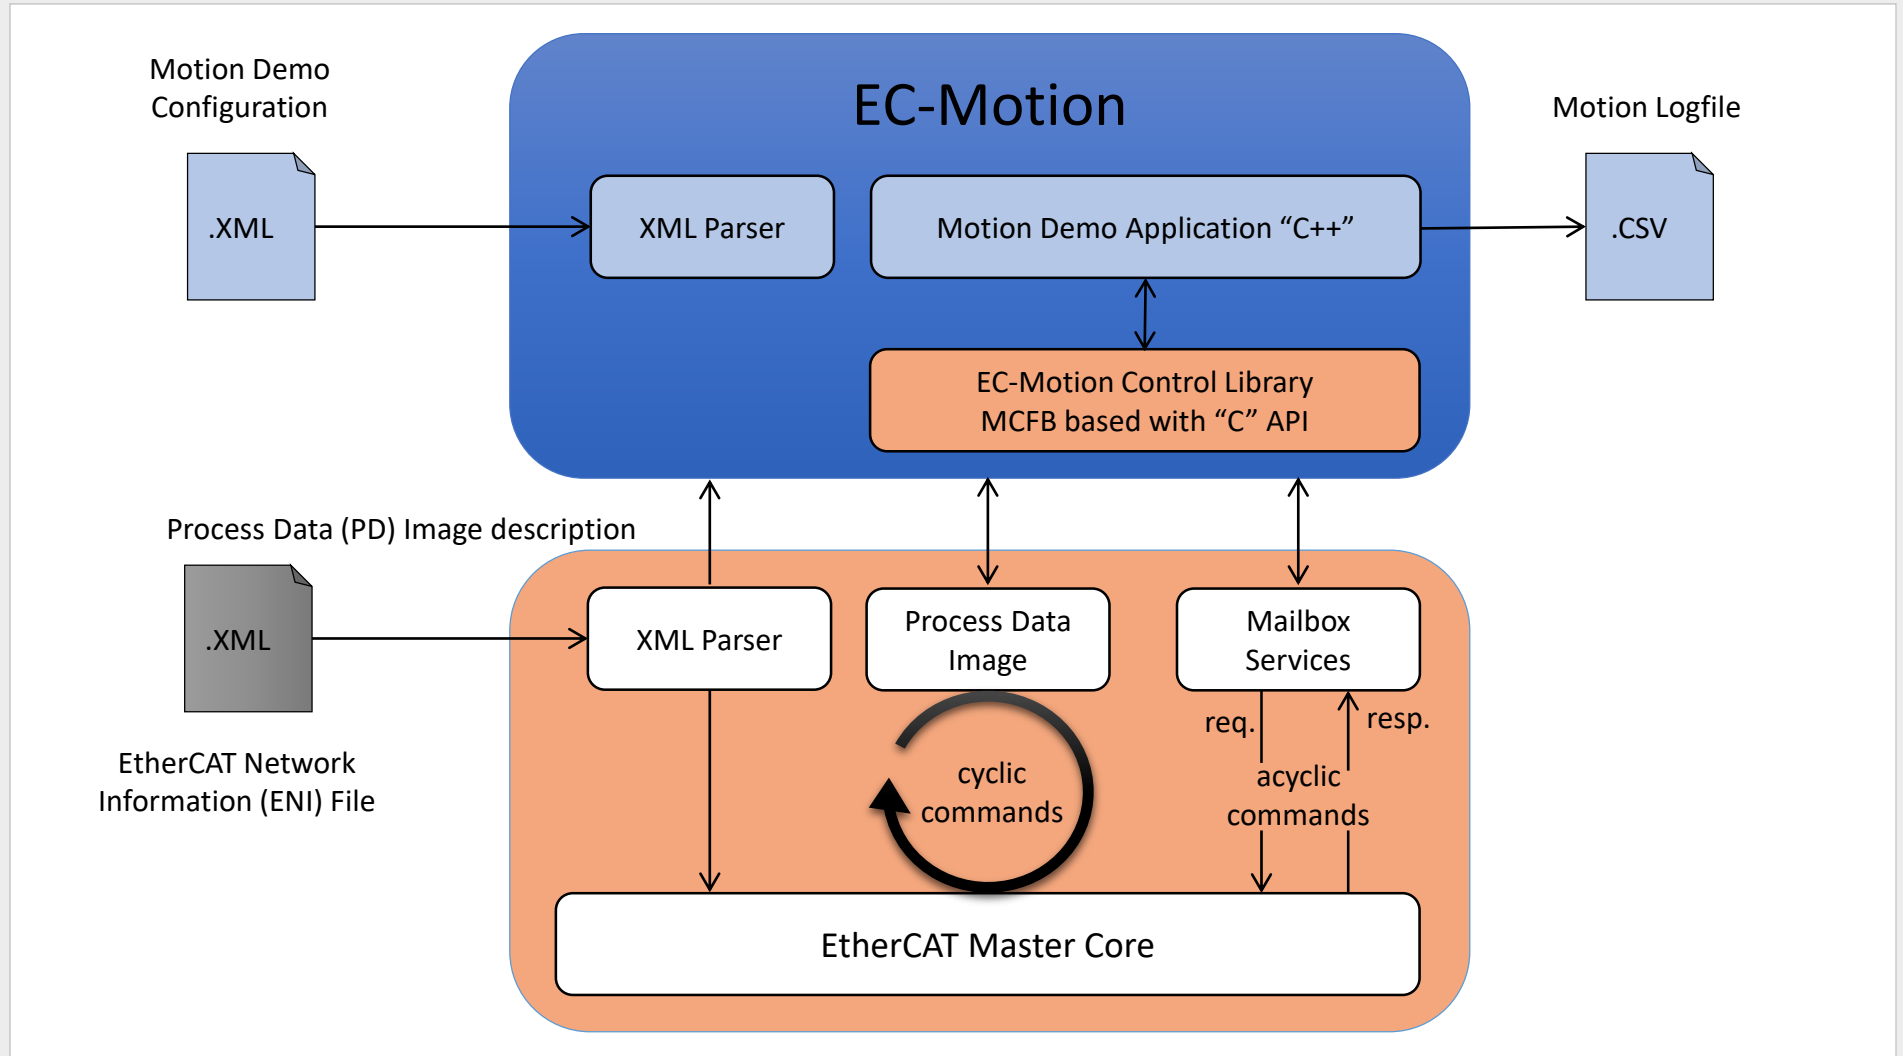 Motion Demo
Configuration
.XML
EC-Motion
XML Parser
Motion Demo Application “C++”
Motion Logfile
.CSV
EC-Motion Control Library
MCFB based with “C” API
Process Data (PD) Image description
.XML
EtherCAT Network
Information (ENI) File
XML Parser
Process Data
Image
Mailbox
Services
req.
resp.
cyclic
commands
acyclic
commands
EtherCAT Master Core